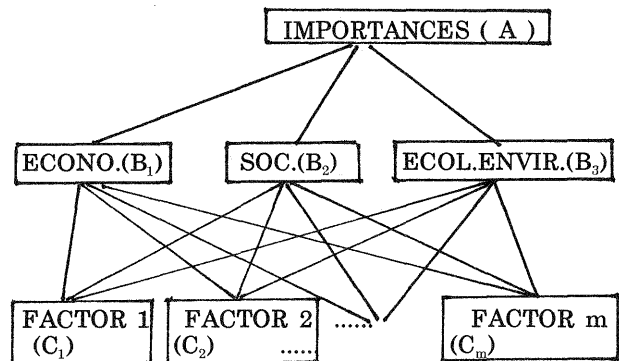 IMPORTANCES ( A )
ECONO.(B₁)
SOC.(B₂)
ECOL.ENVIR.(B₃)
FACTOR 1
(C₁)
FACTOR 2
(C₂) .....
......
FACTOR m
(Cₘ)